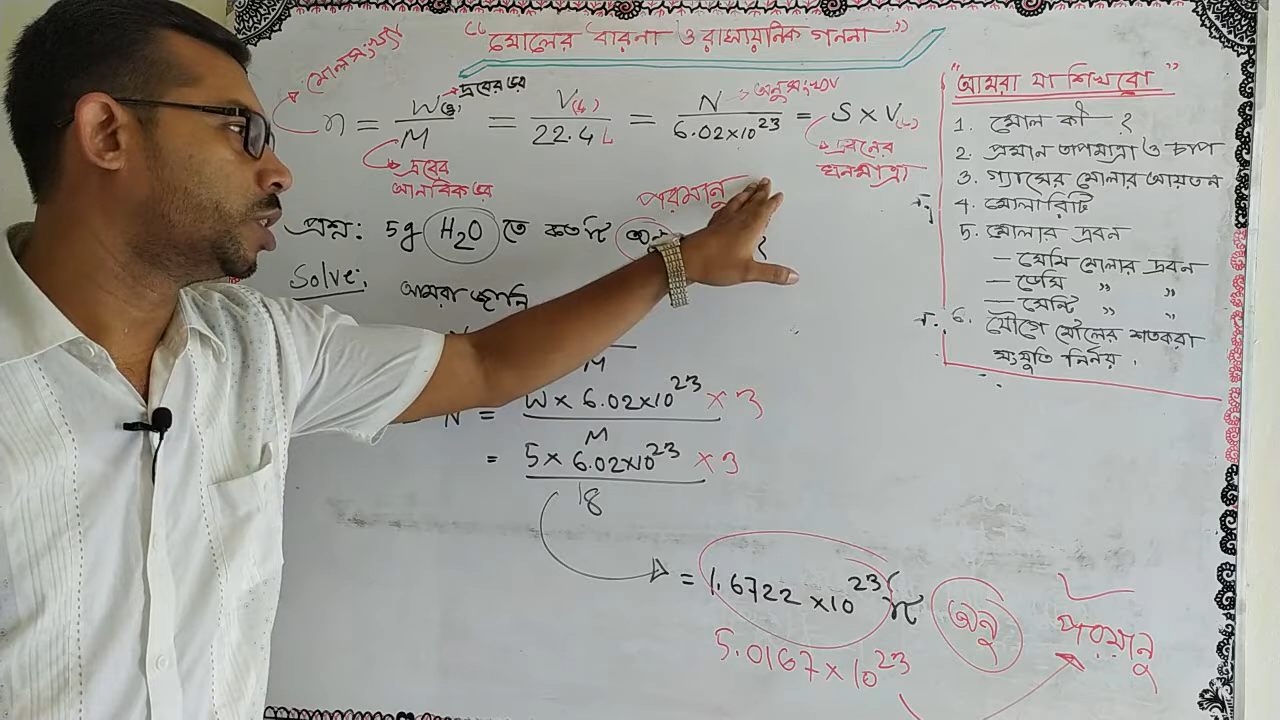 “মোলের ধারনা ও রাসায়নিক গননা”
মোলসংখ্যা
দ্রবের ভর
অনুসংখ্যা
n = W(g)/M = V(L)/22.4L = N/6.02×10²³ = S × V(L)
দ্রবের
আনবিক ভর
দ্রবনের
ঘনমাত্রা
পরমানু
প্রশ্ন: 5g H₂O তে কত টি
Solve: আমরা জানি
M
N = W × 6.02×10²³ × 3
M
= 5 × 6.02×10²³ × 3
18
= 1.6722 ×10²³ টি অনু পরমানু
5.0167 × 10²³
“আমরা যা শিখবো”
1. মোল কী ?
2. প্রমান তাপমাত্রা ও চাপ
3. গ্যাসের মোলার আয়তন
4. মোলারিটি
5. মোলার দ্রবন
— সেমি মোলার দ্রবন
— ডেসি ” ”
— সেন্টি ” ”
6. যৌগে মৌলের শতকরা
সংযুতি নির্নয়।